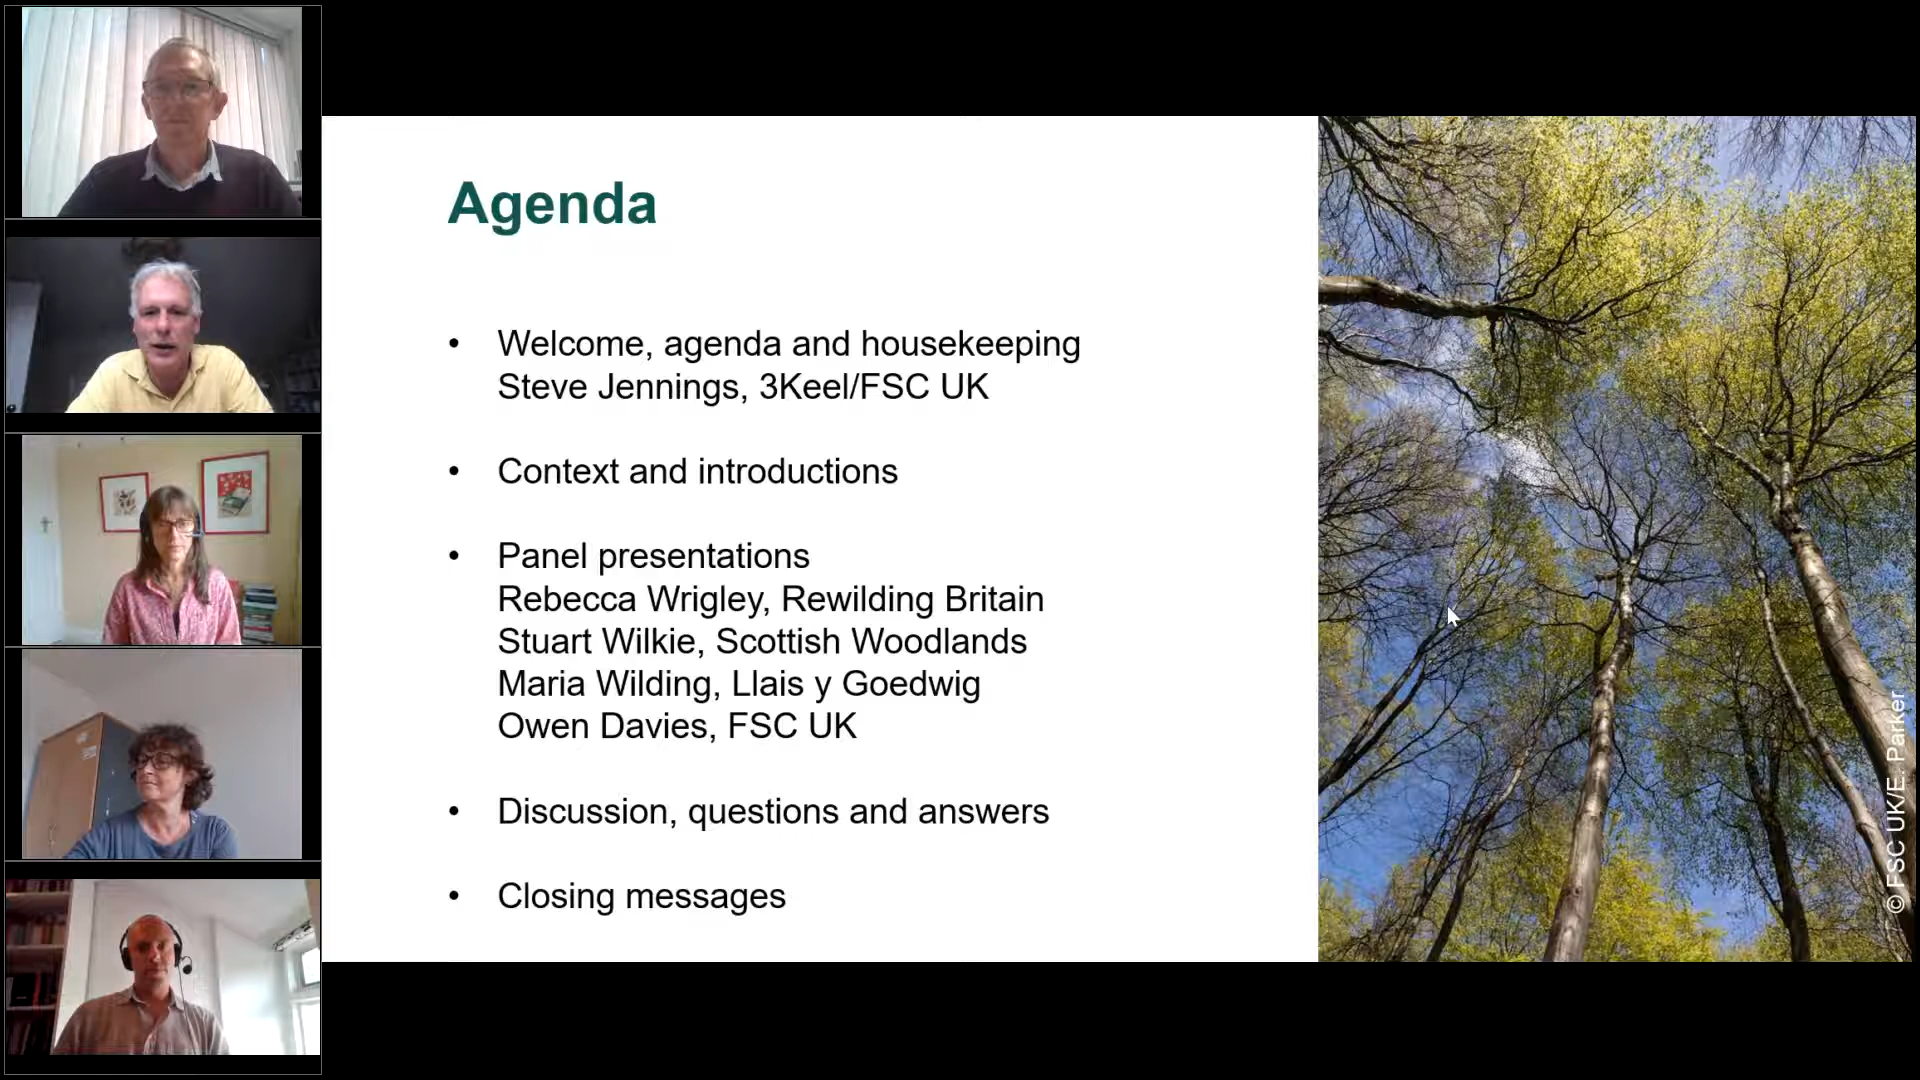 Agenda
• Welcome, agenda and housekeeping
Steve Jennings, 3Keel/FSC UK
• Context and introductions
• Panel presentations
Rebecca Wrigley, Rewilding Britain
Stuart Wilkie, Scottish Woodlands
Maria Wilding, Llais y Goedwig
Owen Davies, FSC UK
• Discussion, questions and answers
• Closing messages
© FSC UK/E. Parker